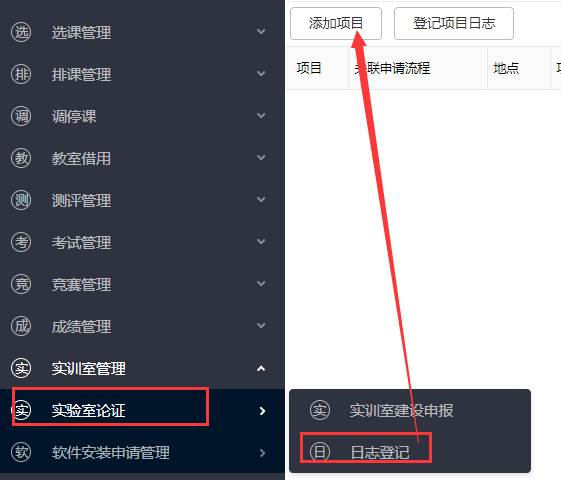 选 选课管理
排 排课管理
调 调停课
教 教室借用
测 测评管理
考 考试管理
竞 竞赛管理
成 成绩管理
实 实训室管理
实 实验室论证
软 软件安装申请管理
添加项目 登记项目日志
项目 关联申请流程 地点
实 实训室建设申报
日 日志登记